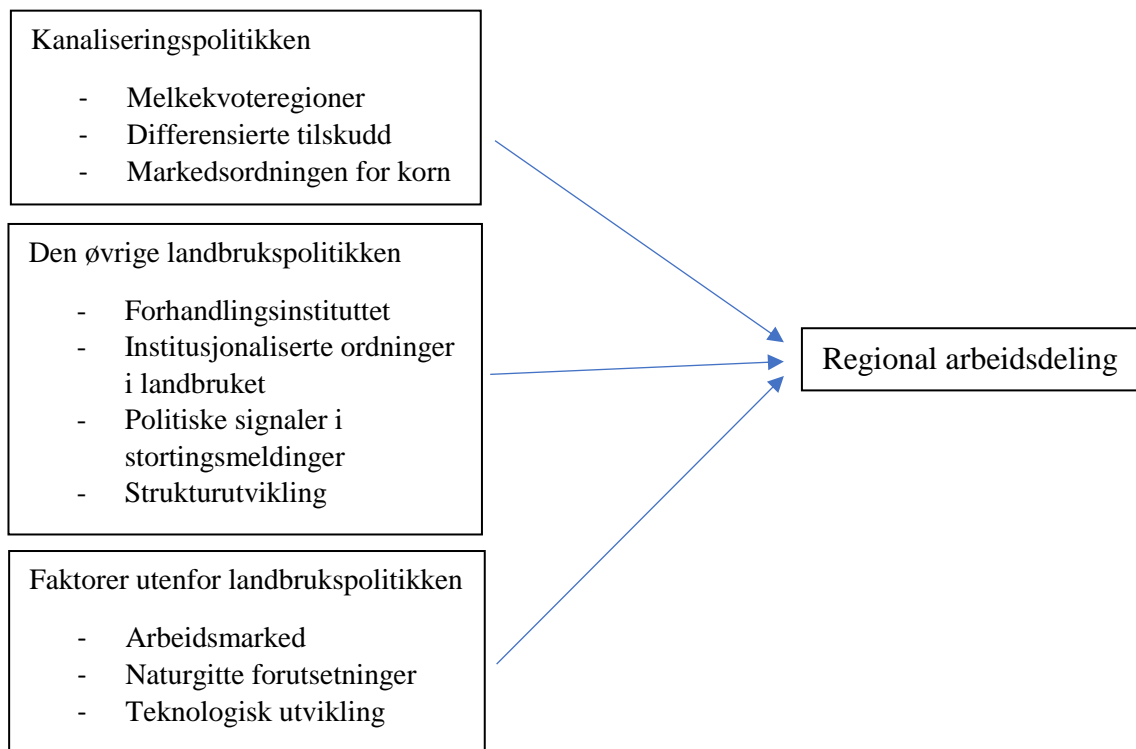 Kanaliseringspolitikken
- Melkekvoteregioner
- Differensierte tilskudd
- Markedsordningen for korn
Den øvrige landbrukspolitikken
- Forhandlingsinstituttet
- Institusjonaliserte ordninger
i landbruket
- Politiske signaler i
stortingsmeldinger
- Strukturutvikling
Faktorer utenfor landbrukspolitikken
- Arbeidsmarked
- Naturgitte forutsetninger
- Teknologisk utvikling
Regional arbeidsdeling